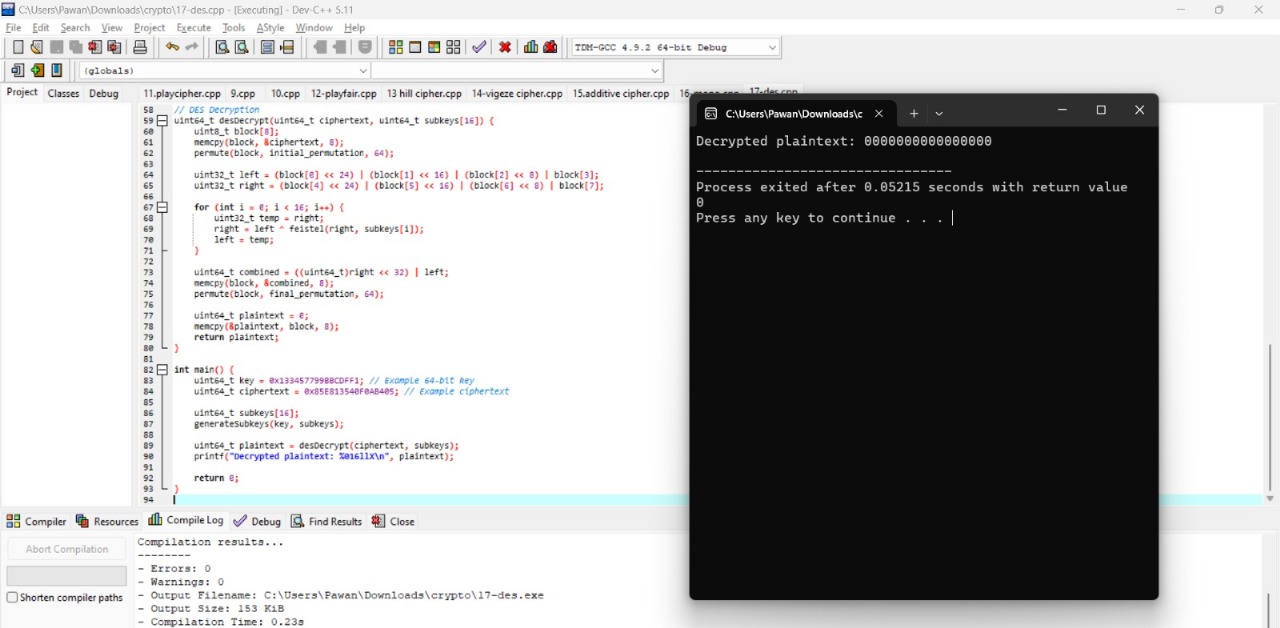 C:\Users\Pawan\Downloads\crypto\17-des.cpp - [Executing] - Dev-C++ 5.11
File Edit Search View Project Execute Tools AStyle Window Help
TDM-GCC 4.9.2 64-bit Debug
(globals)
Project Classes Debug
11.playcipher.cpp 9.cpp 10.cpp 12-playfair.cpp 13 hill cipher.cpp 14-vigeze cipher.cpp 15.additive cipher.cpp
58 // DES Decryption
59 uint64_t desDecrypt(uint64_t ciphertext, uint64_t subkeys[16]) {
60 uint8_t block[8];
61 memcpy(block, &ciphertext, 8);
62 permute(block, initial_permutation, 64);
63
64 uint32_t left = (block[0] << 24) | (block[1] << 16) | (block[2] << 8) | block[3];
65 uint32_t right = (block[4] << 24) | (block[5] << 16) | (block[6] << 8) | block[7];
66
67 for (int i = 0; i < 16; i++) {
68 uint32_t temp = right;
69 right = left ^ feistel(right, subkeys[i]);
70 left = temp;
71 }
72
73 uint64_t combined = ((uint64_t)right << 32) | left;
74 memcpy(block, &combined, 8);
75 permute(block, final_permutation, 64);
76
77 uint64_t plaintext = 0;
78 memcpy(&plaintext, block, 8);
79 return plaintext;
80 }
81
82 int main() {
83 uint64_t key = 0x133457799BBCDFF1; // Example 64-bit key
84 uint64_t ciphertext = 0x85E813540F0AB405; // Example ciphertext
85
86 uint64_t subkeys[16];
87 generateSubkeys(key, subkeys);
88
89 uint64_t plaintext = desDecrypt(ciphertext, subkeys);
90 printf("Decrypted plaintext: %016llX\n", plaintext);
91
92 return 0;
93 }
94
C:\Users\Pawan\Downloads\c
Decrypted plaintext: 0000000000000000
--------------------------------
Process exited after 0.05215 seconds with return value
0
Press any key to continue . . .
Compiler Resources Compile Log Debug Find Results Close
Abort Compilation
Shorten compiler paths
Compilation results...
--------
- Errors: 0
- Warnings: 0
- Output Filename: C:\Users\Pawan\Downloads\crypto\17-des.exe
- Output Size: 153 KiB
- Compilation Time: 0.23s